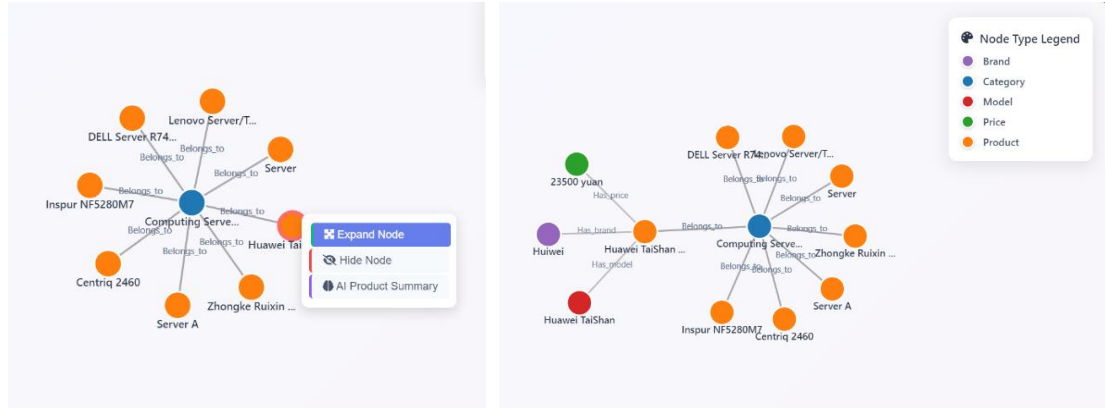 Lenovo Server/T...
DELL Server R74...
Belongs_to
Belongs_to
Server
Belongs_to
Belongs_to
Inspur NF5280M7
Belongs_to
Computing Serve...
Huawei Tai
Belongs_to
Belongs_to
Belongs_to
Centriq 2460
Zhongke Ruixin ...
Server A
Expand Node
Hide Node
AI Product Summary
Node Type Legend
Brand
Category
Model
Price
Product
DELL Server R74...
Lenovo Server/T...
23500 yuan
Belongs_to
Belongs_to
Server
Has_price
Belongs_to
Has_brand
Belongs_to
Belongs_to
Huiwei
Huawei TaiShan ...
Computing Serve...
Zhongke Ruixin ...
Has_model
Belongs_to
Belongs_to
Belongs_to
Server A
Huawei TaiShan
Inspur NF5280M7
Centriq 2460